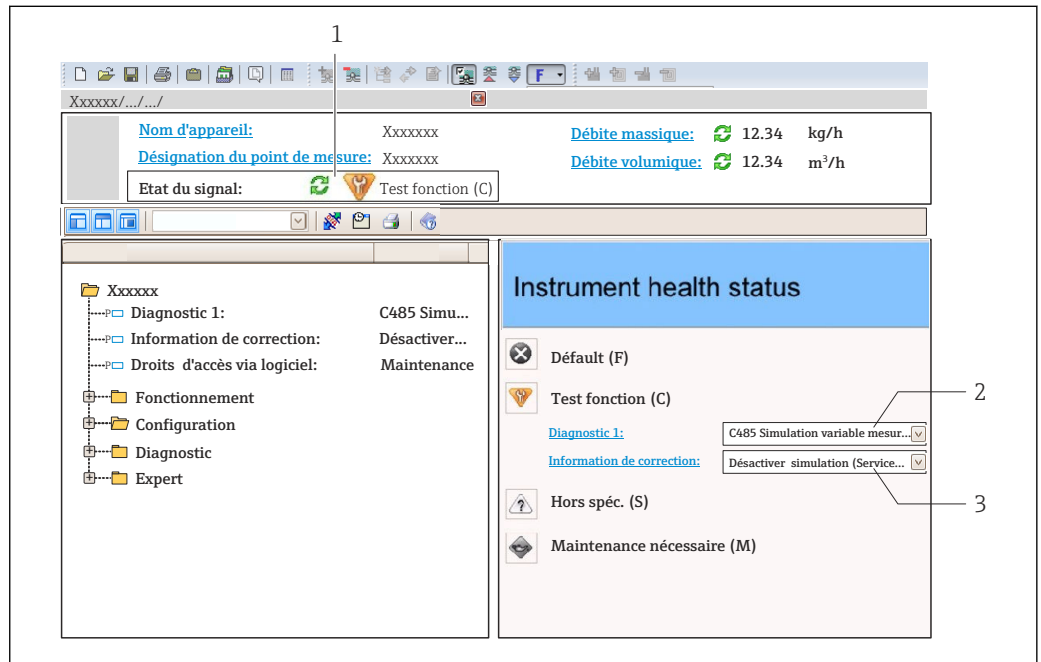 1
F
Xxxxxx/.../.../
Nom d'appareil: Xxxxxxx Débite massique: 12.34 kg/h
Désignation du point de mesure: Xxxxxxx Débite volumique: 12.34 m³/h
Etat du signal: Test fonction (C)
Xxxxxx
Diagnostic 1: C485 Simu...
Information de correction: Désactiver...
Droits d'accès via logiciel: Maintenance
Fonctionnement
Configuration
Diagnostic
Expert
Instrument health status
Défault (F)
Test fonction (C)
2
Diagnostic 1: C485 Simulation variable mesur...
Information de correction: Désactiver simulation (Service...
Hors spéc. (S)
3
Maintenance nécessaire (M)